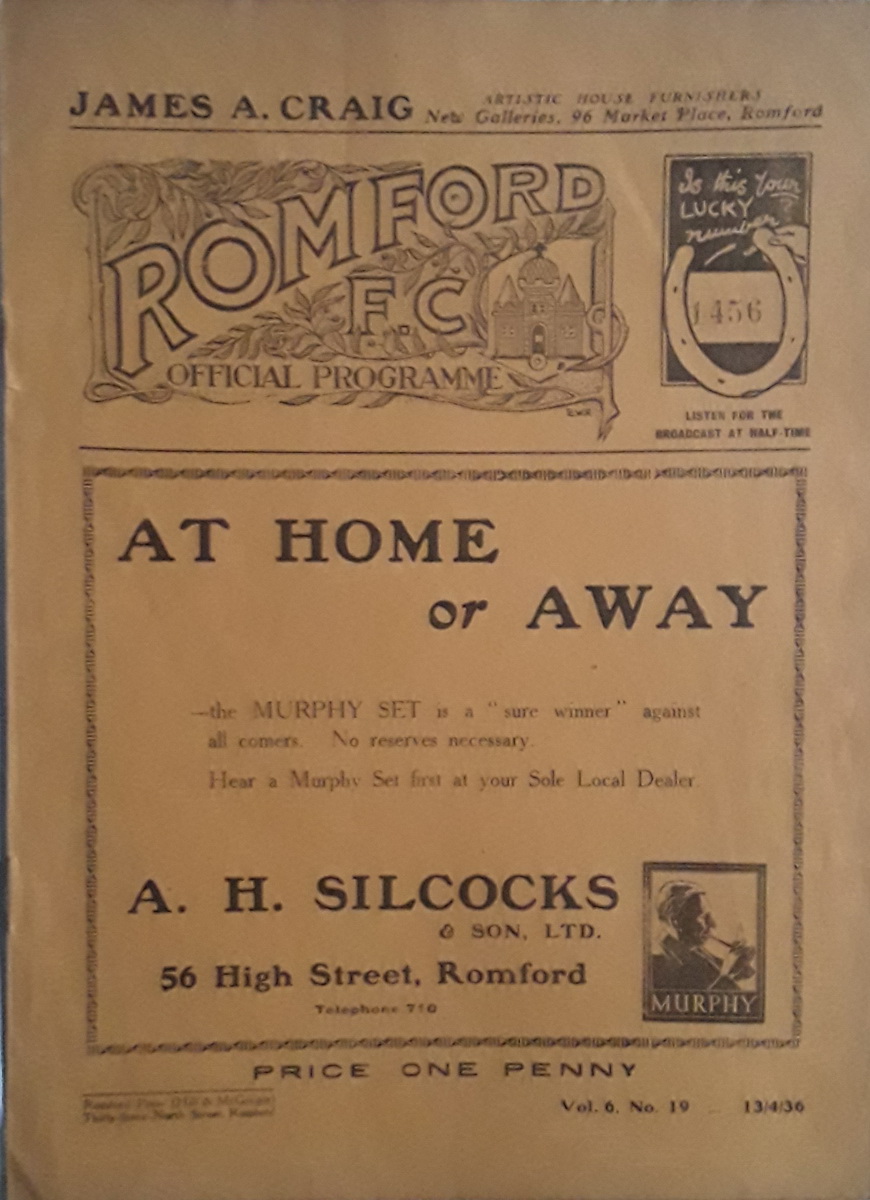 JAMES A. CRAIG
ARTISTIC HOUSE FURNISHERS
New Galleries, 96 Market Place, Romford
ROMFORD
F.C.
OFFICIAL PROGRAMME
Is this Your
LUCKY
number?
1456
LISTEN FOR THE
BROADCAST AT HALF-TIME
AT HOME
or AWAY
—the MURPHY SET is a "sure winner" against
all comers. No reserves necessary.
Hear a Murphy Set first at your Sole Local Dealer.
A. H. SILCOCKS
& SON, LTD.
56 High Street, Romford
Telephone 710
MURPHY
PRICE ONE PENNY
North Street, Romford
Vol. 6. No. 19 13/4/36